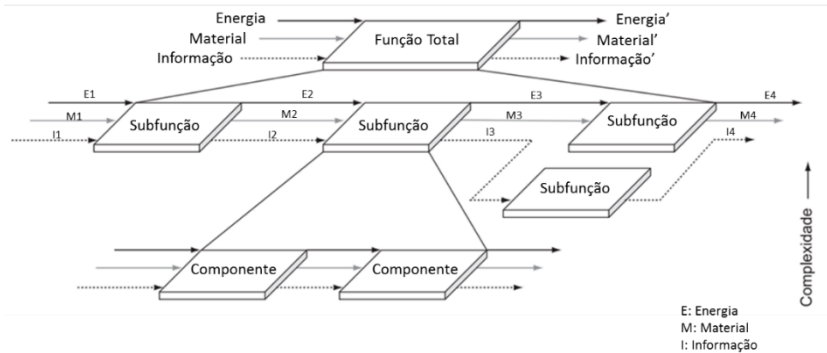 Energia
Energia'
Material
Função Total
Material'
Informação
Informação'
E1
E2
E3
E4
M1
Subfunção
M2
Subfunção
M3
Subfunção
M4
I1
I2
I3
I4
Subfunção
Componente
Componente
Complexidade
E: Energia
M: Material
I: Informação